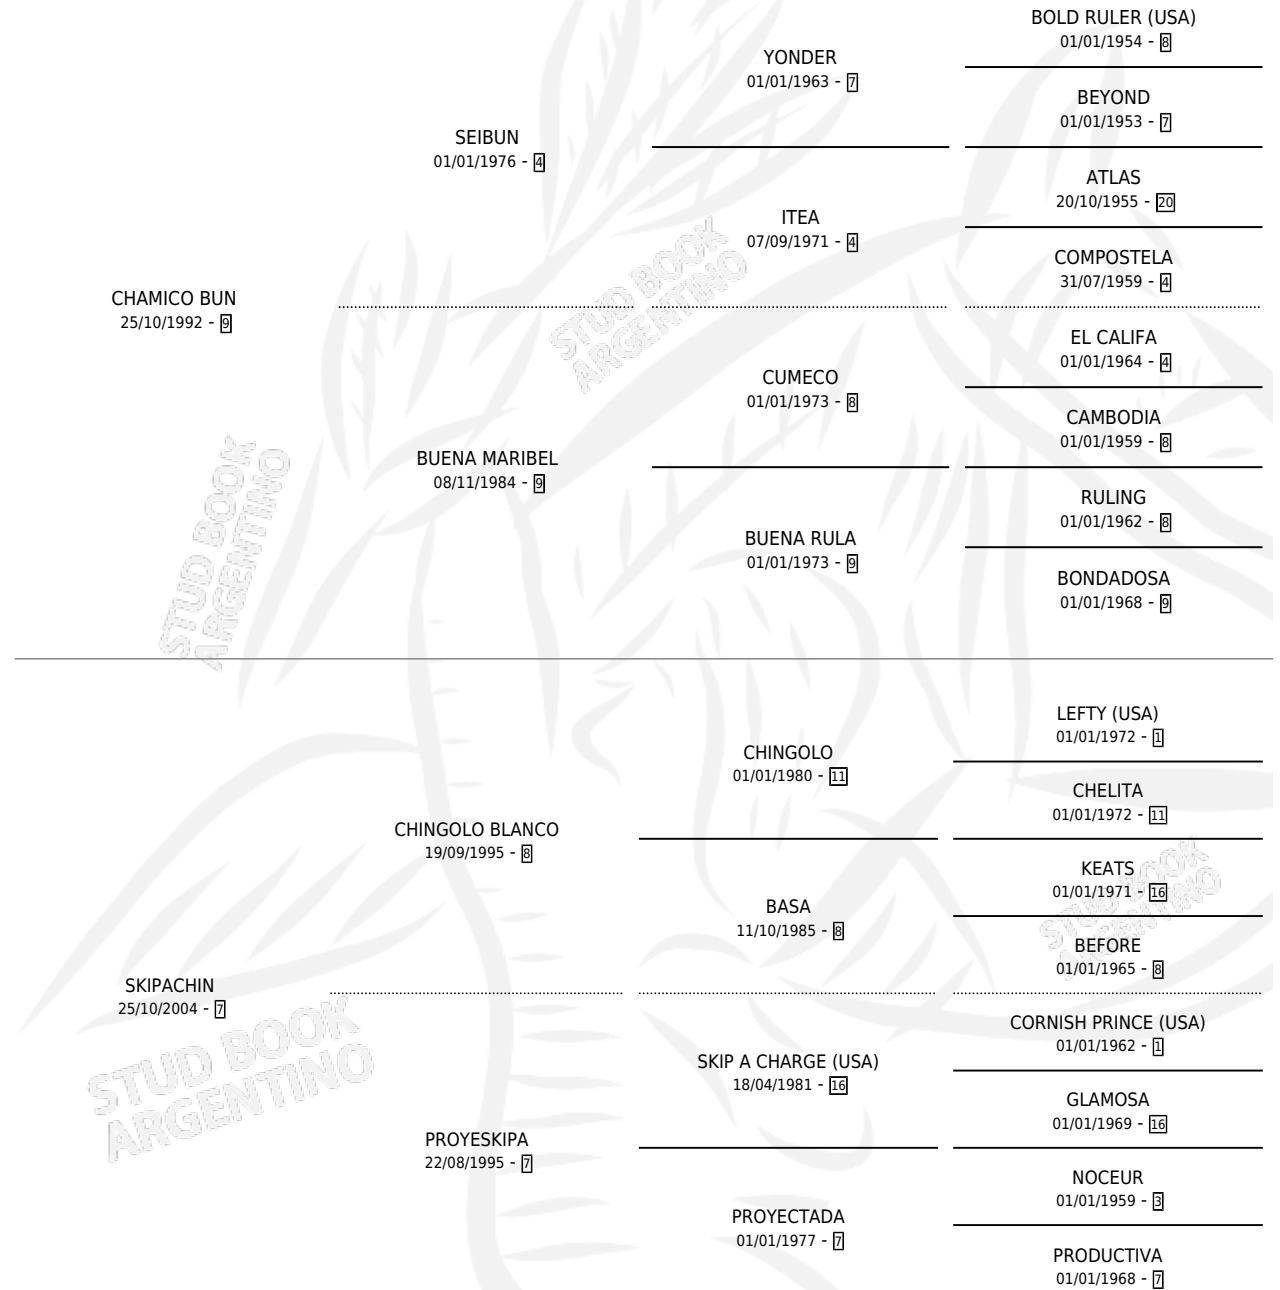 BOLD RULER (USA)
01/01/1954 - 8
YONDER
01/01/1963 - 7
BEYOND
01/01/1953 - 7
SEIBUN
01/01/1976 - 4
ATLAS
20/10/1955 - 20
ITEA
07/09/1971 - 4
COMPOSTELA
31/07/1959 - 4
CHAMICO BUN
25/10/1992 - 9
EL CALIFA
01/01/1964 - 4
CUMECO
01/01/1973 - 8
CAMBODIA
01/01/1959 - 8
BUENA MARIBEL
08/11/1984 - 9
RULING
01/01/1962 - 8
BUENA RULA
01/01/1973 - 9
BONDADOSA
01/01/1968 - 9
STUD BOOK
ARGENTINO
STUD BOOK
ARGENTINO
LEFTY (USA)
01/01/1972 - 1
CHINGOLO
01/01/1980 - 11
CHELITA
01/01/1972 - 11
CHINGOLO BLANCO
19/09/1995 - 8
KEATS
01/01/1971 - 16
BASA
11/10/1985 - 8
BEFORE
01/01/1965 - 8
SKIPACHIN
25/10/2004 - 7
CORNISH PRINCE (USA)
01/01/1962 - 1
SKIP A CHARGE (USA)
18/04/1981 - 16
GLAMOSA
01/01/1969 - 16
PROYESKIPA
22/08/1995 - 7
NOCEUR
01/01/1959 - 3
PROYECTADA
01/01/1977 - 7
PRODUCTIVA
01/01/1968 - 7
STUD BOOK
ARGENTINO
STUD BOOK
ARGENTINO